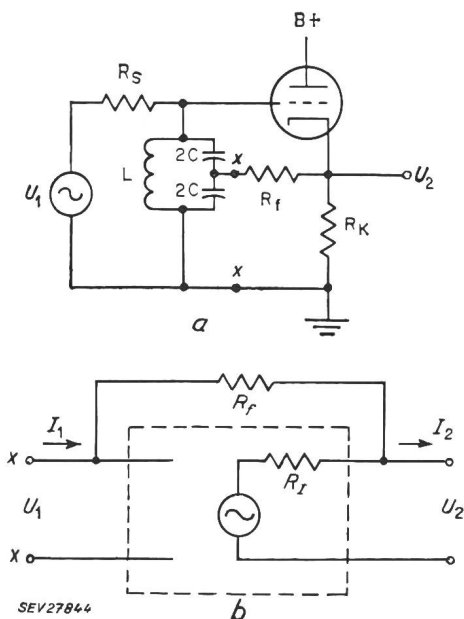 B+
R_S
2C
L
x
U_2
2C
R_f
U_1
R_K
x
a
R_f
I_1
I_2
x
R_I
U_1
U_2
x
SEV27844
b